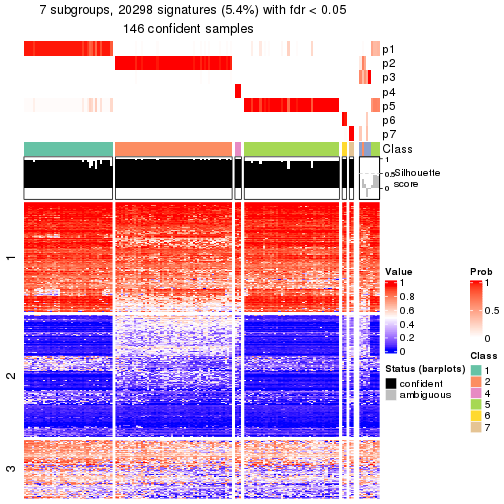 7 subgroups, 20298 signatures (5.4%) with fdr < 0.05
146 confident samples
p1
p2
p3
p4
p5
p6
p7
Class
1
0.5
0
Silhouette
score
1
2
3
Value
1
0.8
0.6
0.4
0.2
0
Prob
1
0.5
0
Status (barplots)
confident
ambiguous
Class
1
2
4
5
6
7